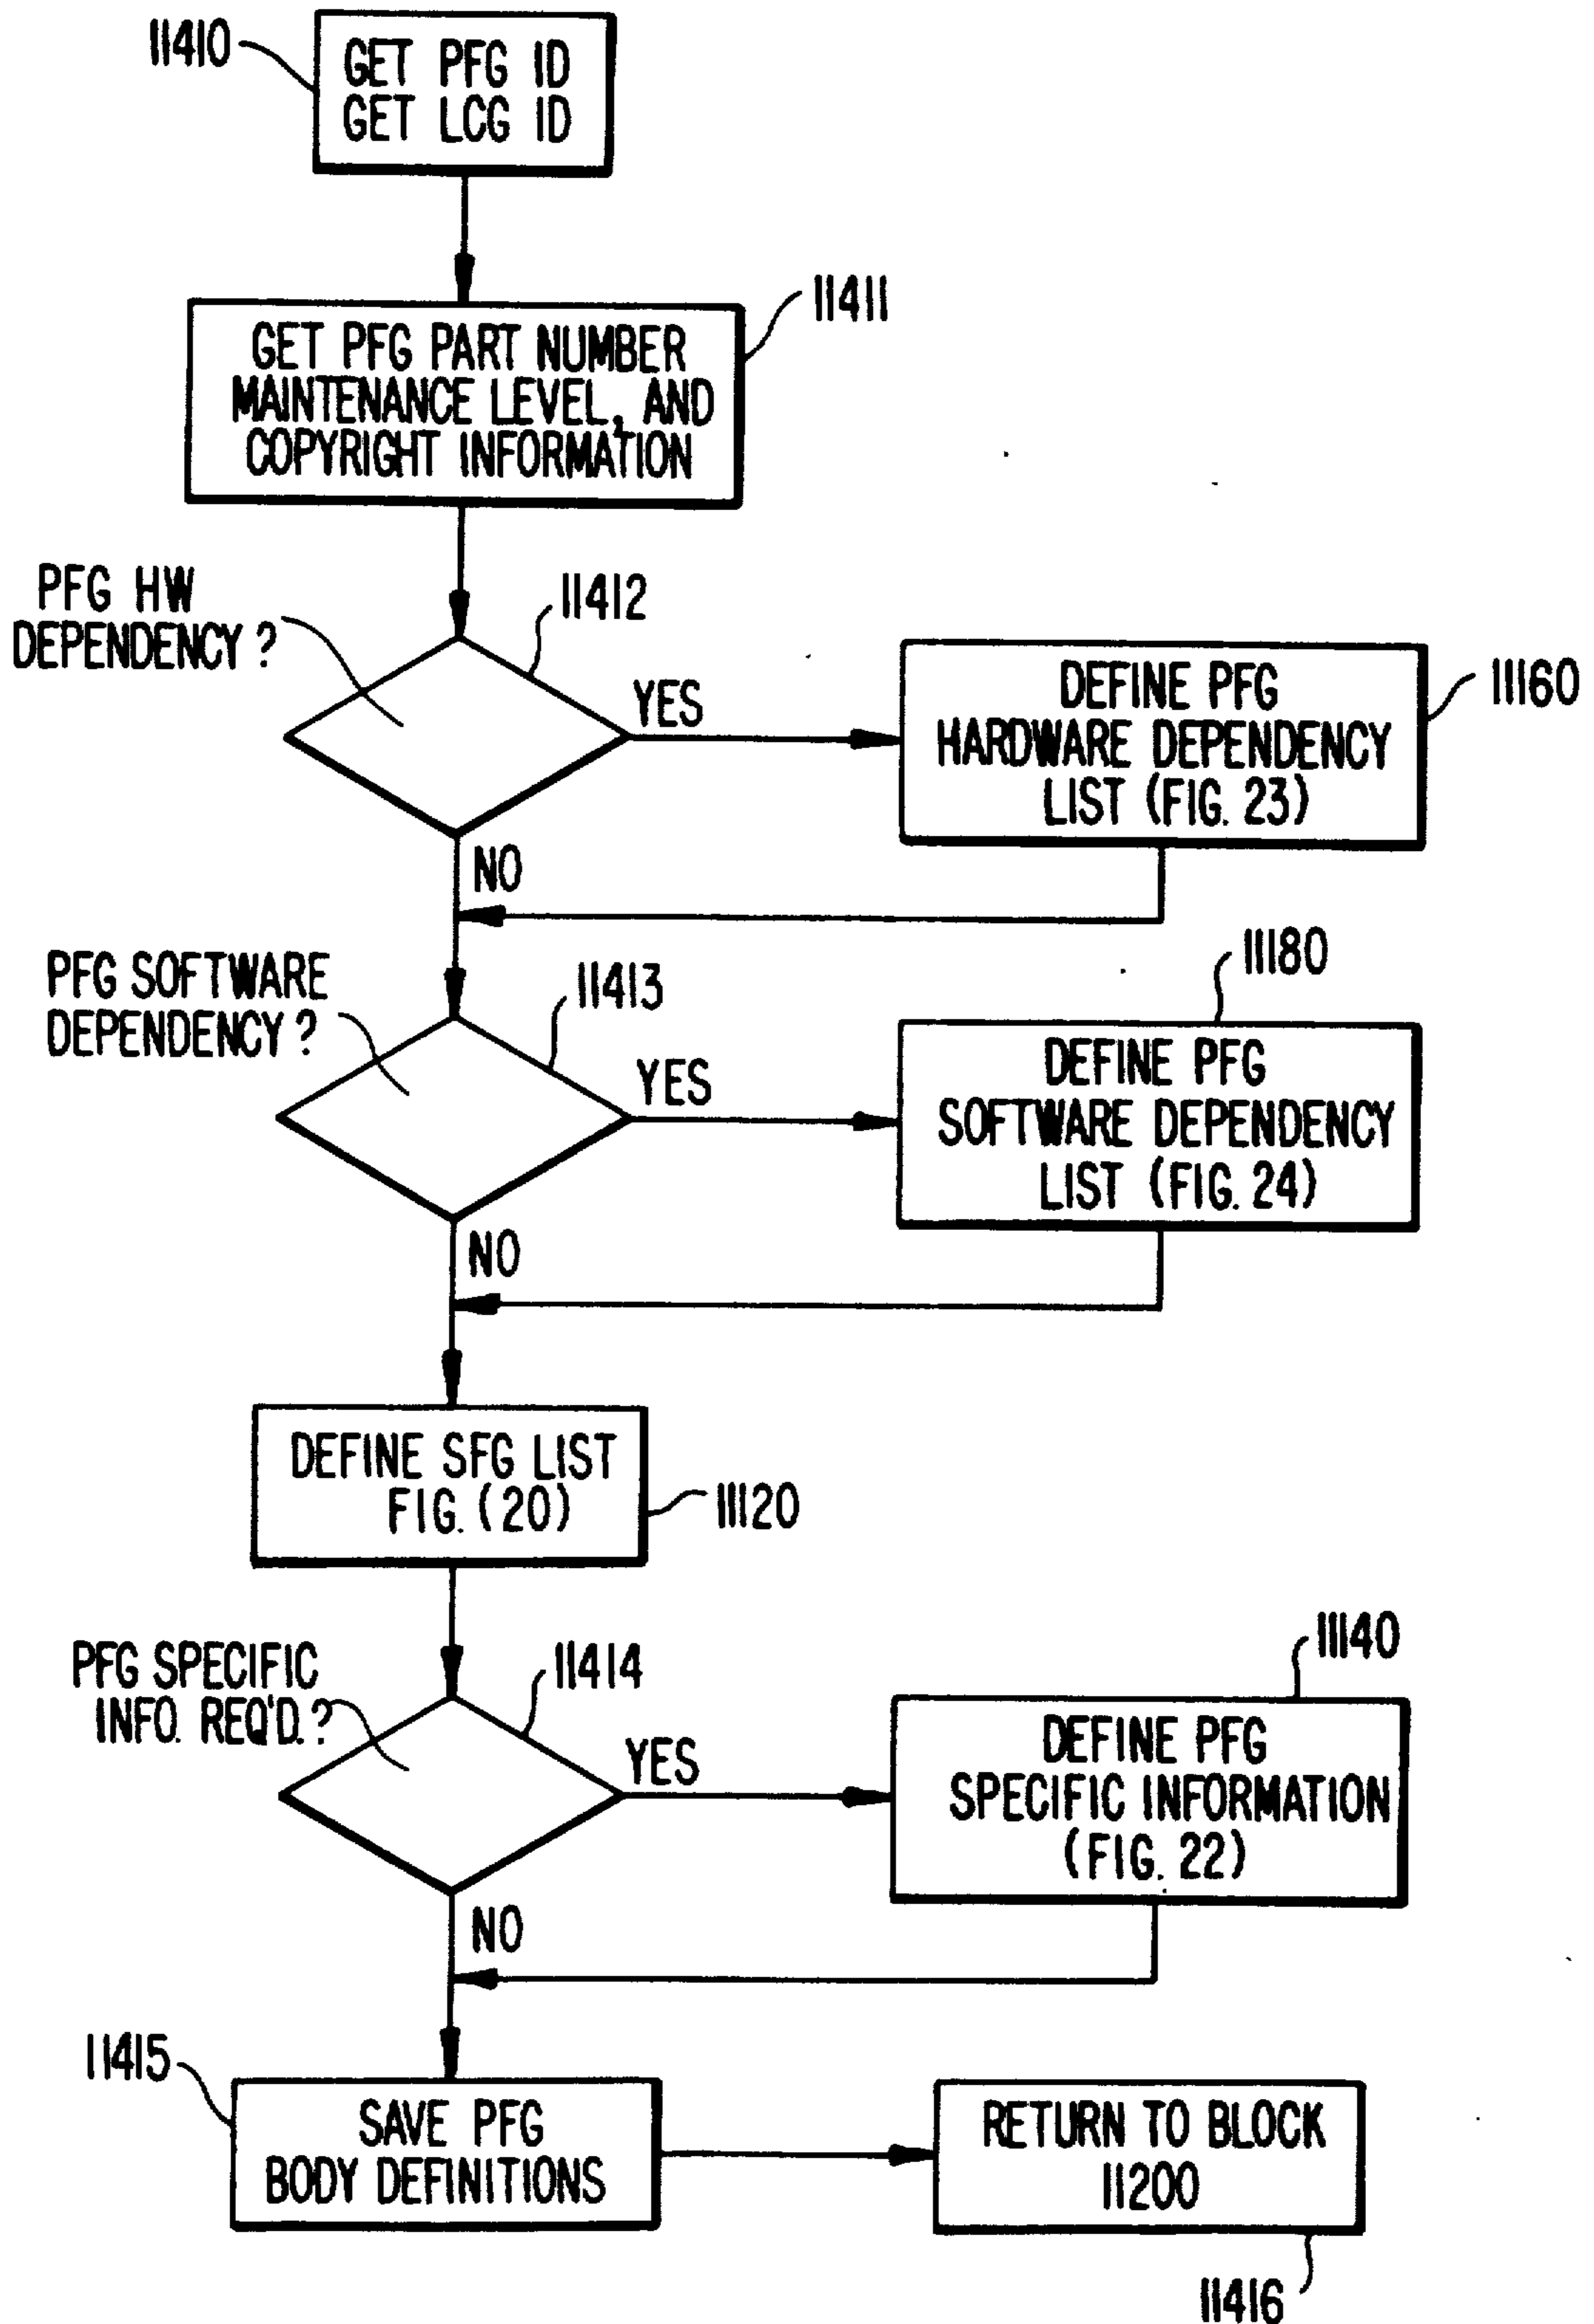 11410
GET PFG ID
GET LCG ID
11411
GET PFG PART NUMBER
MAINTENANCE LEVEL, AND
COPYRIGHT INFORMATION
PFG HW
DEPENDENCY?
11412
YES
NO
DEFINE PFG
HARDWARE DEPENDENCY
LIST (FIG. 23)
11160
PFG SOFTWARE
DEPENDENCY?
11413
YES
NO
11180
DEFINE PFG
SOFTWARE DEPENDENCY
LIST (FIG. 24)
DEFINE SFG LIST
FIG. (20)
11120
PFG SPECIFIC
INFO. REQ'D.?
11414
YES
NO
11140
DEFINE PFG
SPECIFIC INFORMATION
(FIG. 22)
11415
SAVE PFG
BODY DEFINITIONS
RETURN TO BLOCK
11200
11416